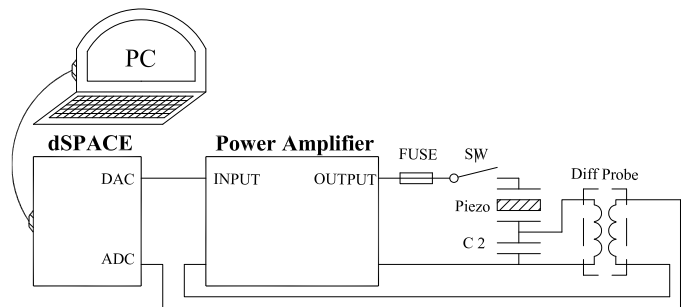 PC
dSPACE
Power Amplifier
FUSE
SW
DAC
INPUT
OUTPUT
Diff Probe
Piezo
C 2
ADC